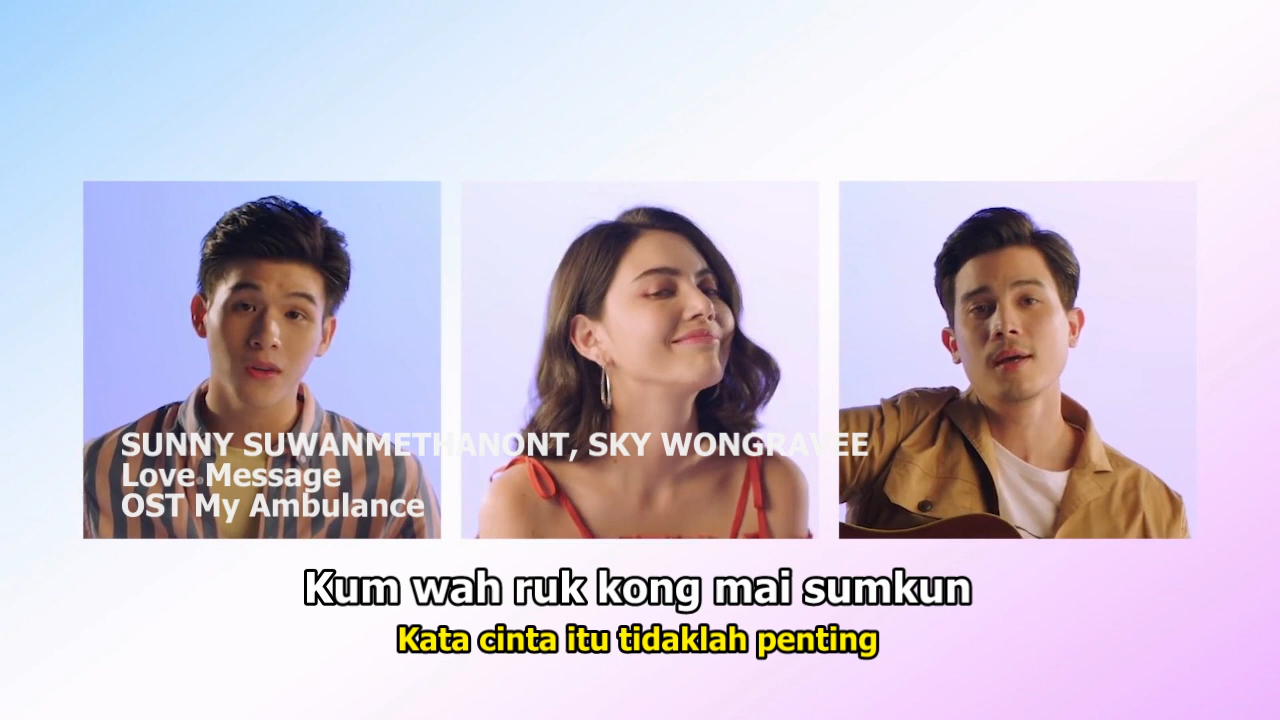 SUNNY SUWANMETHANONT, SKY WONGRAVEE
Love Message
OST My Ambulance
Kum wah ruk kong mai sumkun
Kata cinta itu tidaklah penting